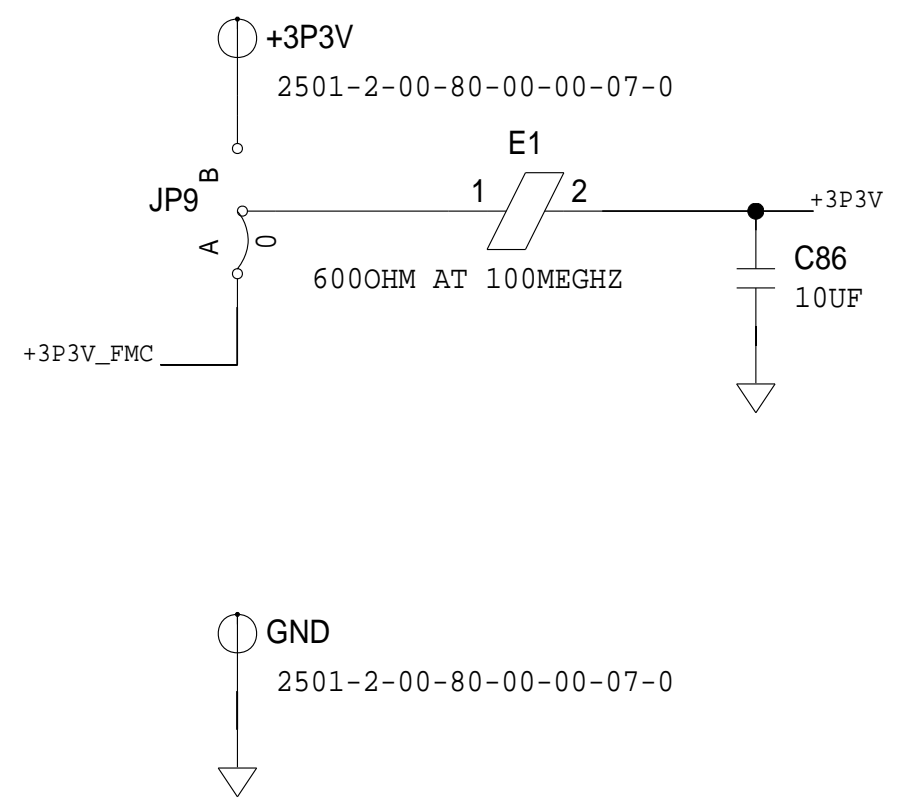 +3P3V
2501-2-00-80-00-00-07-0
E1
B
JP9
1
2
+3P3V
A
0
C86
600OHM AT 100MEGHZ
10UF
+3P3V_FMC
GND
2501-2-00-80-00-00-07-0